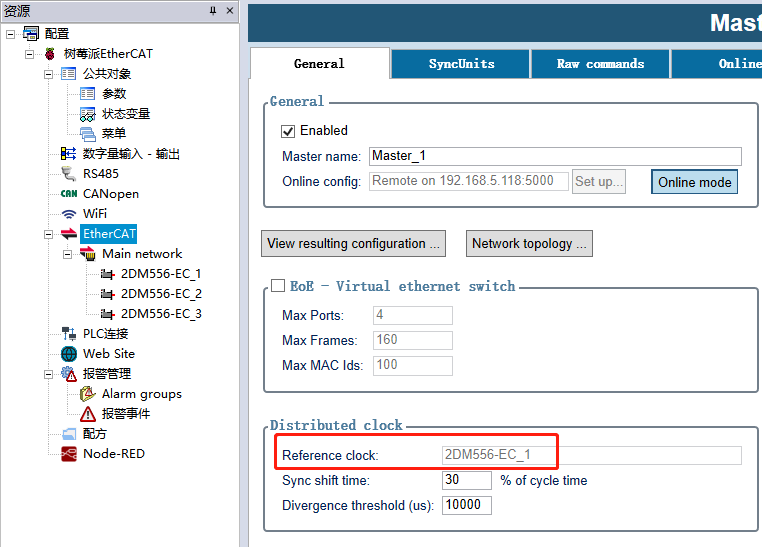 资源
配置
树莓派EtherCAT
公共对象
参数
状态变量
菜单
数字量输入 - 输出
RS485
CAN CANopen
WiFi
EtherCAT
Main network
2DM556-EC_1
2DM556-EC_2
2DM556-EC_3
PLC连接
Web Site
报警管理
Alarm groups
报警事件
配方
Node-RED
Mast
General SyncUnits Raw commands Online
General
Enabled
Master name: Master_1
Online config: Remote on 192.168.5.118:5000 Set up... Online mode
View resulting configuration ... Network topology ...
EoE - Virtual ethernet switch
Max Ports: 4
Max Frames: 160
Max MAC Ids: 100
Distributed clock
Reference clock: 2DM556-EC_1
Sync shift time: 30 % of cycle time
Divergence threshold (us): 10000